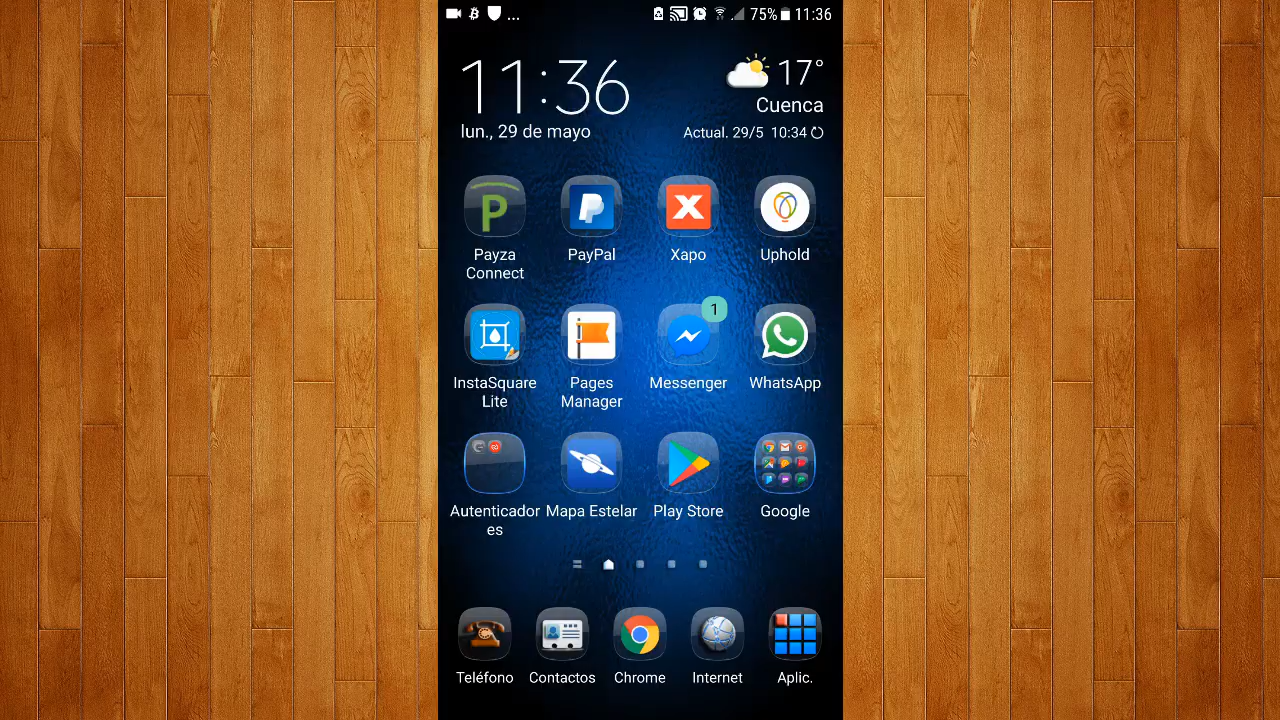 ... 75% 11:36
11:36 17°
Cuenca
lun., 29 de mayo Actual. 29/5 10:34
Payza Connect
PayPal
Xapo
Uphold
InstaSquare Lite
Pages Manager
1
Messenger
WhatsApp
Autenticador
es
Mapa Estelar
Play Store
Google
Teléfono
Contactos
Chrome
Internet
Aplic.